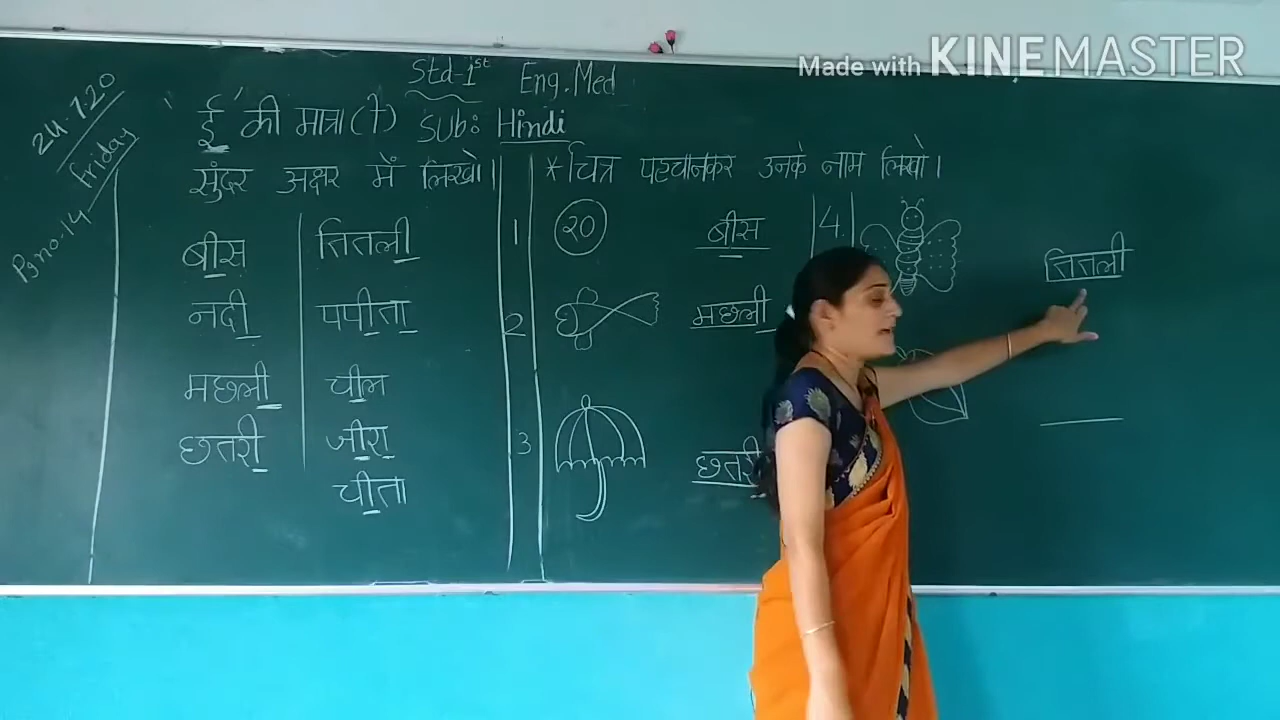 Made with KINEMASTER
Std-1st Eng.Med
24.7.20
Friday
Pg no.14
"ई" की मात्रा (ी) Sub: Hindi
सुंदर अक्षर में लिखो।
बीस तितली
नदी पपीता
मछली चील
छतरी जीरा
चीता
* चित्र पहचानकर उनके नाम लिखो।
1 20 बीस
2 मछली
3 छतरी
4. तितली